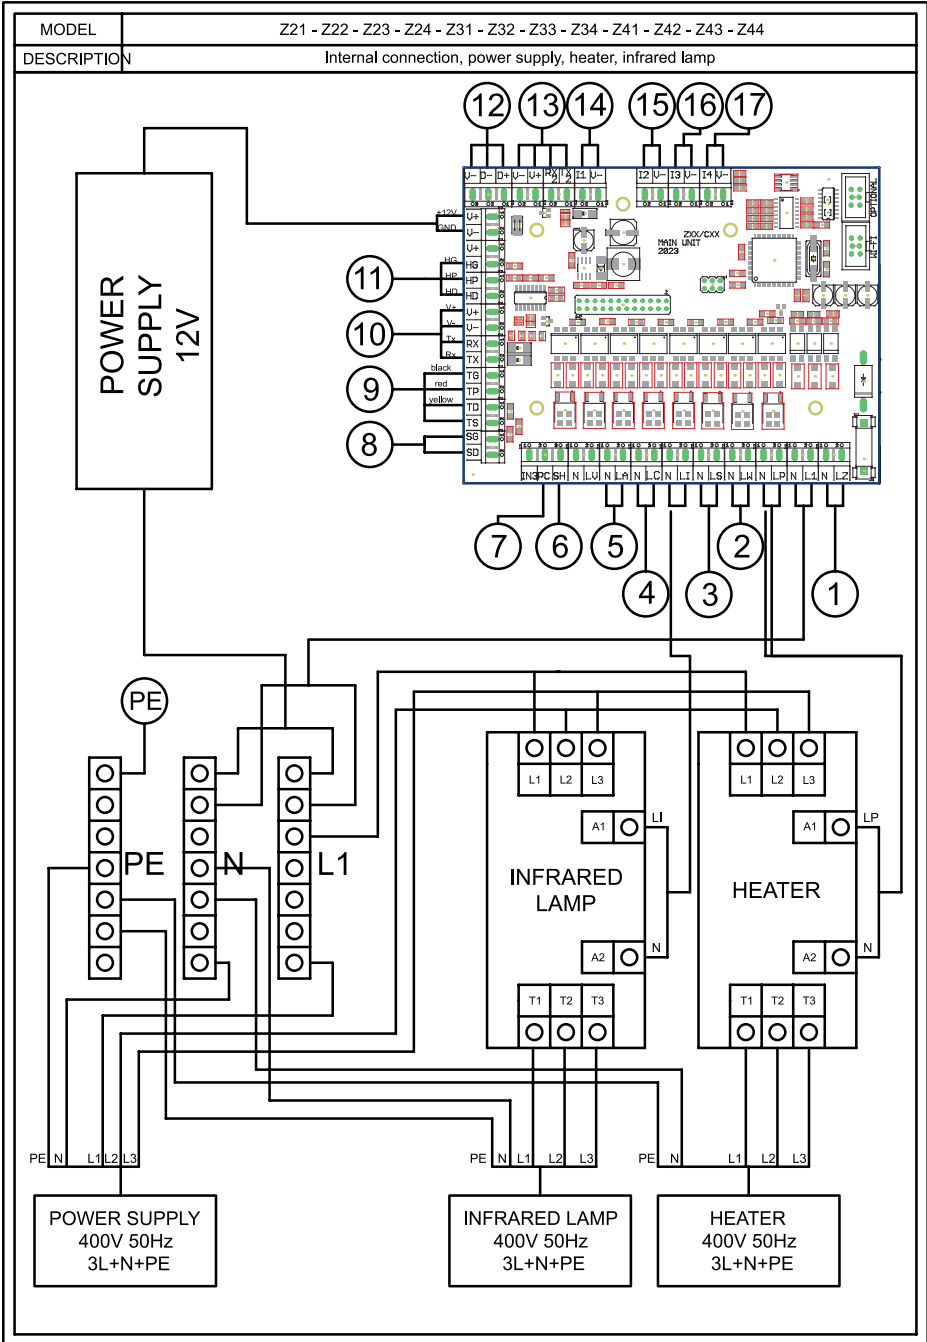 MODEL
Z21 - Z22 - Z23 - Z24 - Z31 - Z32 - Z33 - Z34 - Z41 - Z42 - Z43 - Z44
DESCRIPTION
Internal connection, power supply, heater, infrared lamp
12 13 14 15 16 17
V- D- D+ V- V+ RX2 TX2 I1 V- I2 V- I3 V- I4 V-
OPTIONAL
WI-FI
ZXX/CXX
MAIN UNIT
2023
POWER
SUPPLY
12V
+12V V+
GND V-
V+
HG HG
11 HP HP
HD HD
V+ V+
10 V- V-
Tx RX
Rx TX
black TG
9 red TP
yellow TD
TS
8 SG
SD
IN3 PC SH N LV N LA N LC N LI N LS N LW N LP N L1 N LZ
7 6 5 2
4 3 1
PE
PE N L1
L1 L2 L3
A1 LI
INFRARED
LAMP
A2 N
T1 T2 T3
L1 L2 L3
A1 LP
HEATER
A2 N
T1 T2 T3
PE N L1 L2 L3
POWER SUPPLY
400V 50Hz
3L+N+PE
PE N L1 L2 L3
INFRARED LAMP
400V 50Hz
3L+N+PE
PE N L1 L2 L3
HEATER
400V 50Hz
3L+N+PE